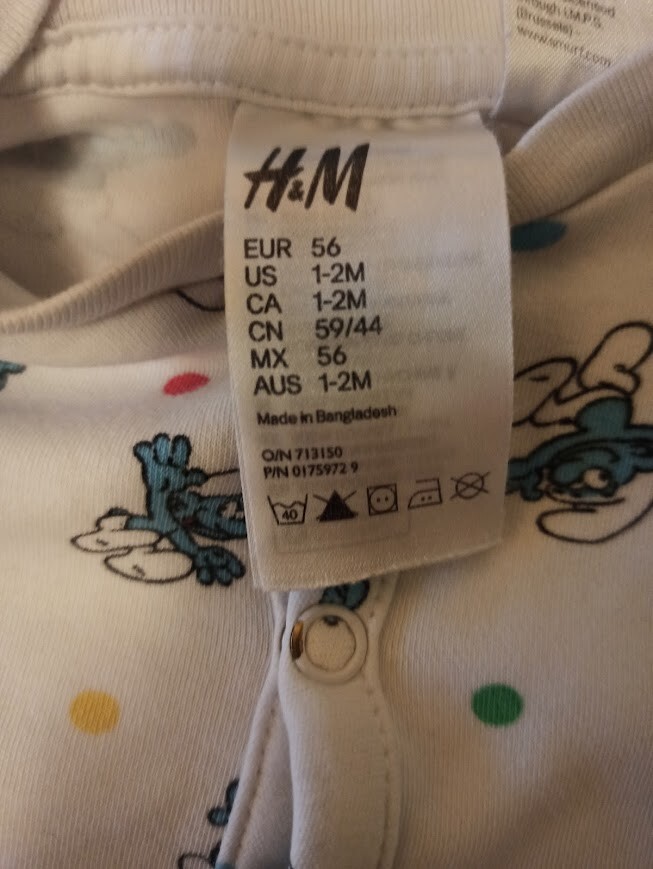 through I.M.P.S.
(Brussels) -
www.smurf.com
H&M
EUR 56
US 1-2M
CA 1-2M
CN 59/44
MX 56
AUS 1-2M
Made in Bangladesh
O/N 713150
P/N 0175972 9
40